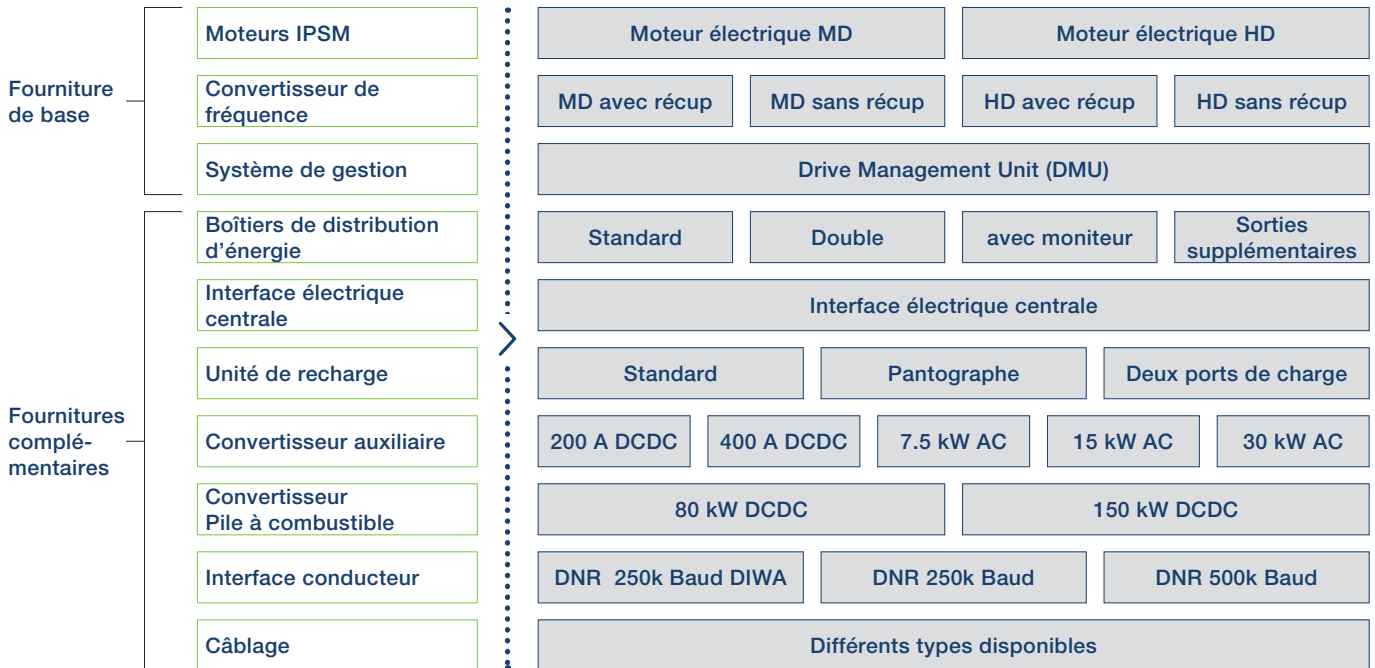 Fourniture
de base
Moteurs IPSM
Moteur électrique MD
Moteur électrique HD
Convertisseur de
fréquence
MD avec récup
MD sans récup
HD avec récup
HD sans récup
Système de gestion
Drive Management Unit (DMU)
Fournitures
complé-
mentaires
Boîtiers de distribution
d’énergie
Standard
Double
avec moniteur
Sorties
supplémentaires
Interface électrique
centrale
Interface électrique centrale
Unité de recharge
Standard
Pantographe
Deux ports de charge
Convertisseur auxiliaire
200 A DCDC
400 A DCDC
7.5 kW AC
15 kW AC
30 kW AC
Convertisseur
Pile à combustible
80 kW DCDC
150 kW DCDC
Interface conducteur
DNR 250k Baud DIWA
DNR 250k Baud
DNR 500k Baud
Câblage
Différents types disponibles